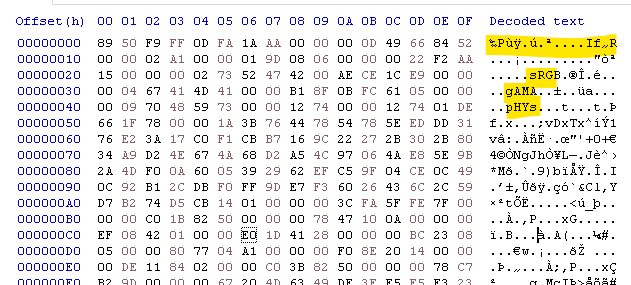 Offset(h) 00 01 02 03 04 05 06 07 08 09 0A 0B 0C 0D 0E 0F Decoded text
00000000 89 50 F9 FF 0D FA 1A AA 00 00 00 0D 49 66 84 52 ‰Pùÿ.ú.ª....If„R
00000010 00 00 02 A1 00 00 01 9D 08 06 00 00 00 22 F2 AA ...¡........."òª
00000020 15 00 00 00 02 73 52 47 42 00 AE CE 1C E9 00 00 .....sRGB.®Î.é..
00000030 00 04 67 41 4D 41 00 00 B1 8F 0B FC 61 05 00 00 ..gAMA..±..üa...
00000040 00 09 70 48 59 73 00 00 12 74 00 00 12 74 01 DE ..pHYs...t...t.Þ
00000050 66 1F 78 00 00 1A 3B 76 44 78 54 78 5E ED DD 31 f.x...;vDxTx^íÝ1
00000060 76 E2 3A 17 C0 F1 CB B7 16 9C 22 27 2B 30 2B 80 vâ:.ÀñË·.œ"'+0+€
00000070 34 A9 D2 4E 67 4A 68 D2 A5 4C 97 06 4A E8 5E 9B 4©ÒNgJhÒ¥L—.Jè^›
00000080 2A 4D F0 0A 60 05 39 29 62 EF C5 9F 04 CE 0C 49 *Mð.`.9)bïÅŸ.Î.I
00000090 0C 92 B1 2C DB F0 FF 9D E7 F3 60 26 43 6C 2C 59 .’±,Ûðÿ.çó`&Cl,Y
000000A0 D7 B2 74 D5 CB 14 01 00 00 00 3C FA 5F FE 7F 00 ײtÕË.....<ú_þ..
000000B0 00 00 C0 1B 82 50 00 00 00 00 78 47 10 0A 00 00 ..À.‚P....xG....
000000C0 EF 08 42 01 00 00 E0 1D 41 28 00 00 00 BC 23 08 ï.B...à.A(...¼#.
000000D0 05 00 00 80 77 04 A1 00 00 00 F0 8E 20 14 00 00 ...€w.¡...ðŽ ...
000000E0 00 DE 11 84 02 00 00 C0 3B 82 50 00 00 00 78 C7 .Þ.„...À;‚P...xÇ